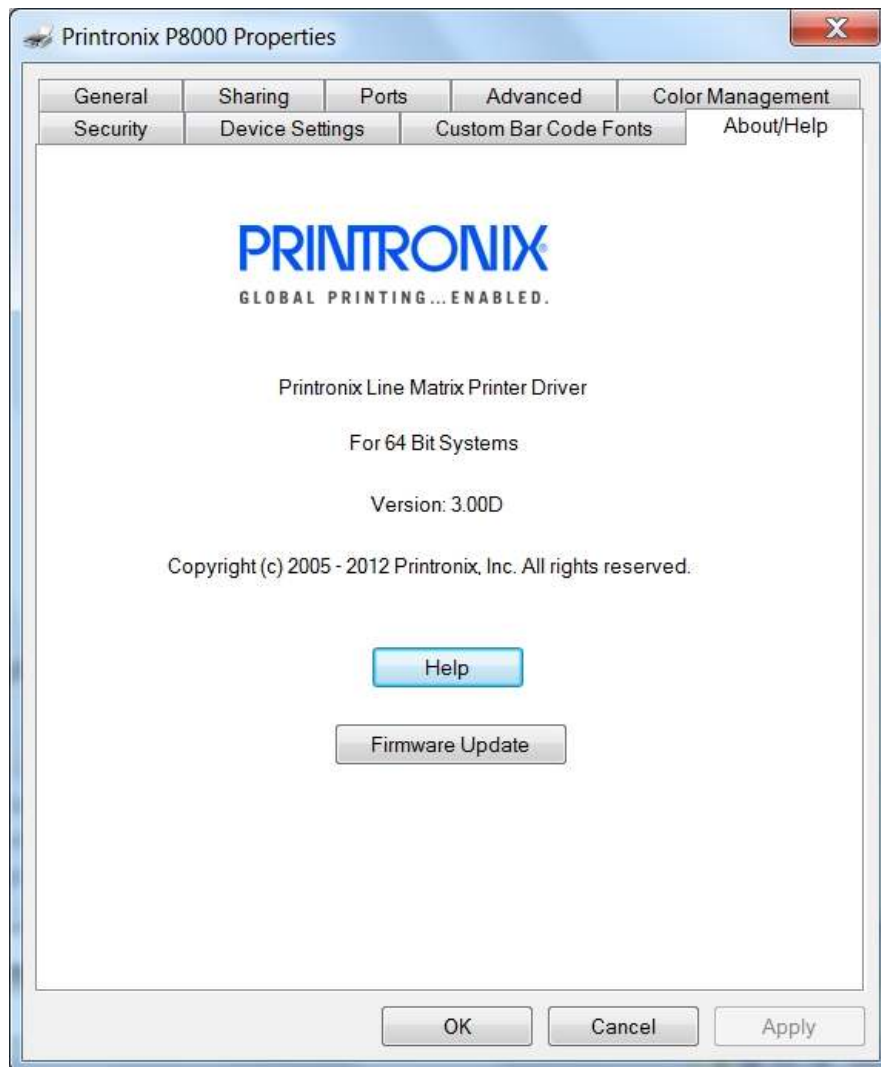 Printronix P8000 Properties
General Sharing Ports Advanced Color Management
Security Device Settings Custom Bar Code Fonts About/Help
PRINTRONIX®
GLOBAL PRINTING...ENABLED.
Printronix Line Matrix Printer Driver
For 64 Bit Systems
Version: 3.00D
Copyright (c) 2005 - 2012 Printronix, Inc. All rights reserved.
Help
Firmware Update
OK Cancel Apply